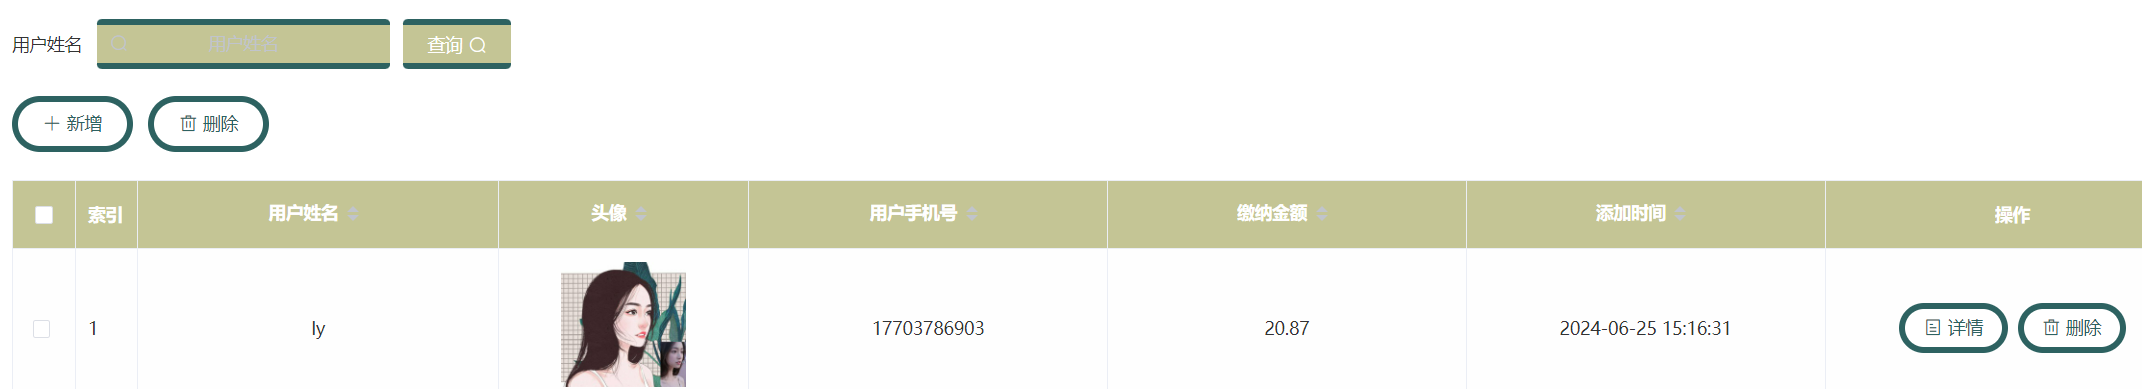 用户姓名 用户姓名 查询
新增 删除
索引 用户姓名 头像 用户手机号 缴纳金额 添加时间 操作
1 ly 17703786903 20.87 2024-06-25 15:16:31 详情 删除